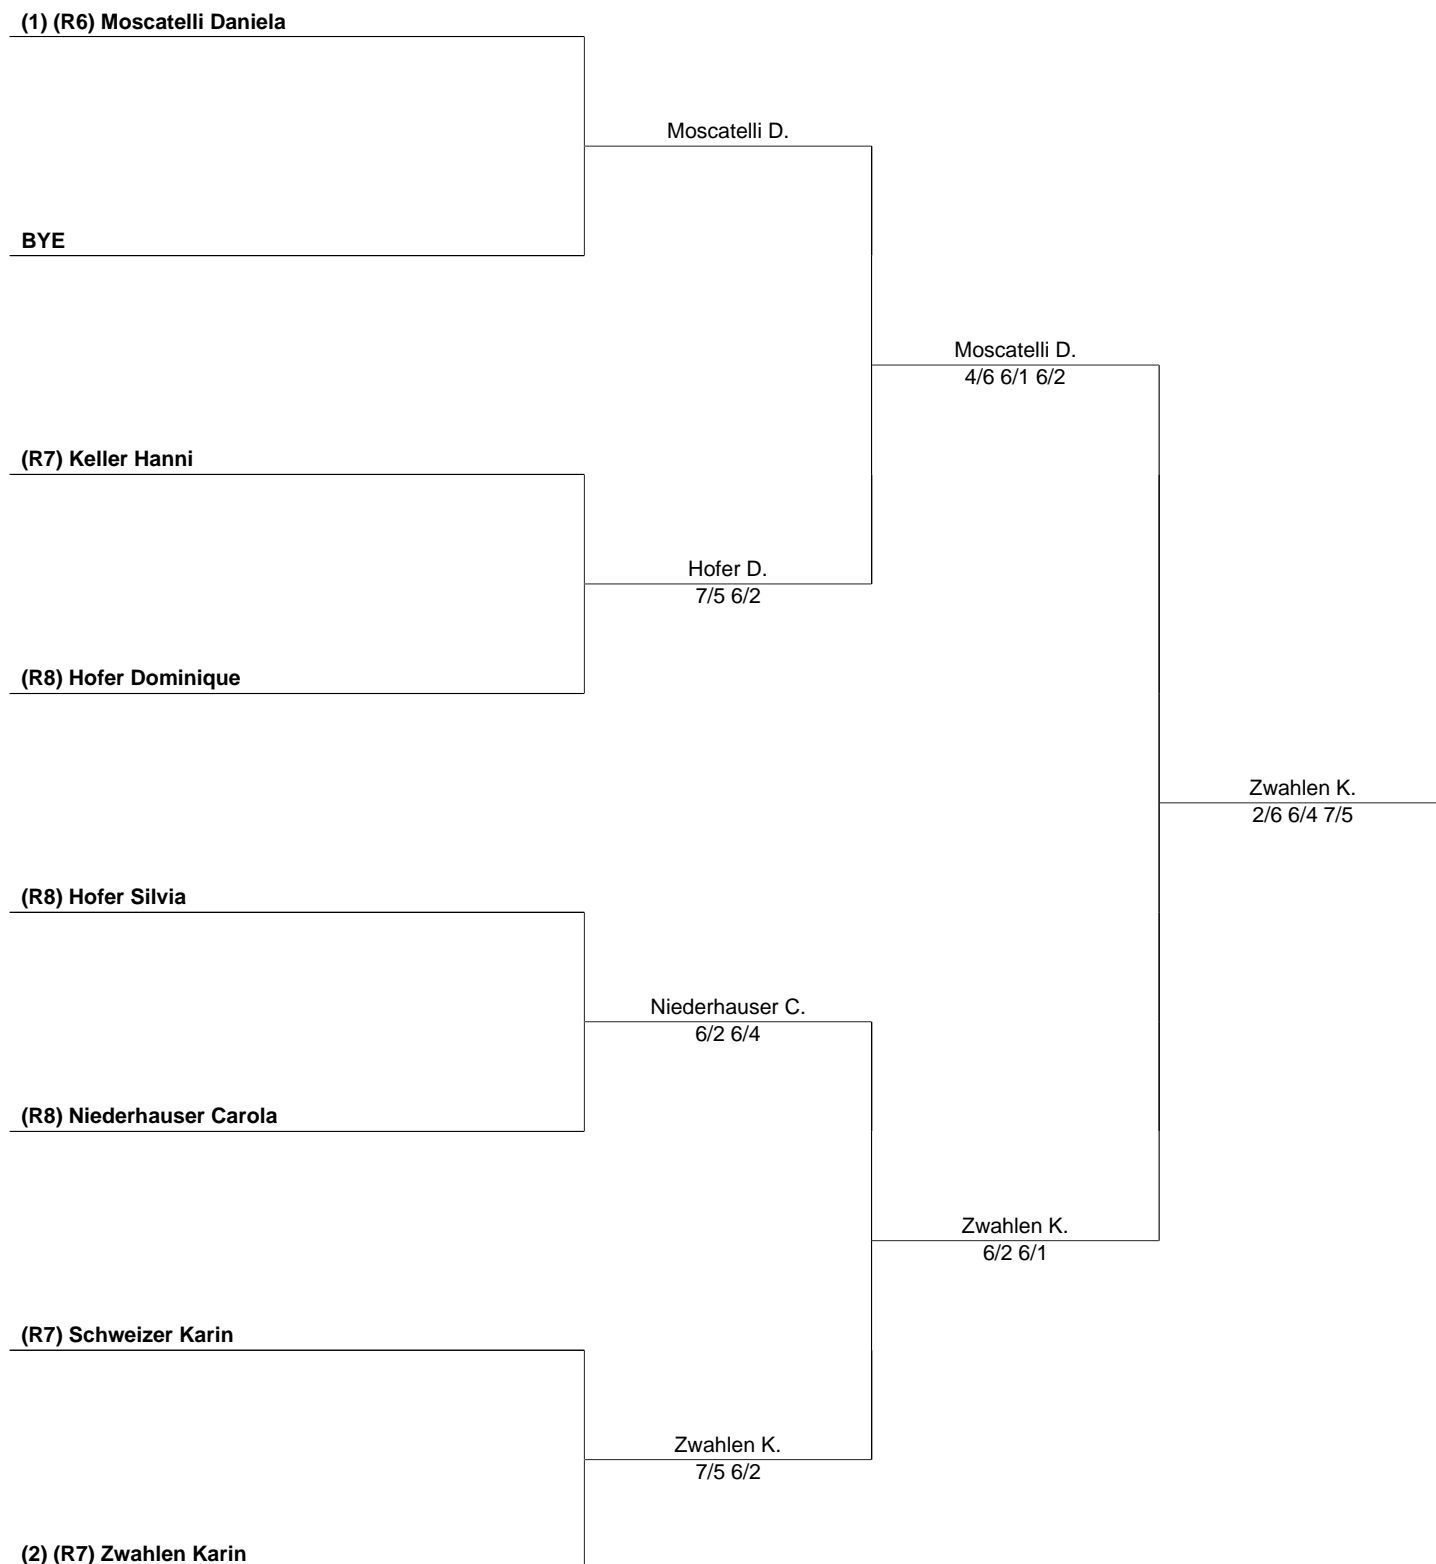 (1) (R6) Moscatelli Daniela
Moscatelli D.
BYE
Moscatelli D.
4/6 6/1 6/2
(R7) Keller Hanni
Hofer D.
7/5 6/2
(R8) Hofer Dominique
Zwahlen K.
2/6 6/4 7/5
(R8) Hofer Silvia
Niederhauser C.
6/2 6/4
(R8) Niederhauser Carola
Zwahlen K.
6/2 6/1
(R7) Schweizer Karin
Zwahlen K.
7/5 6/2
(2) (R7) Zwahlen Karin